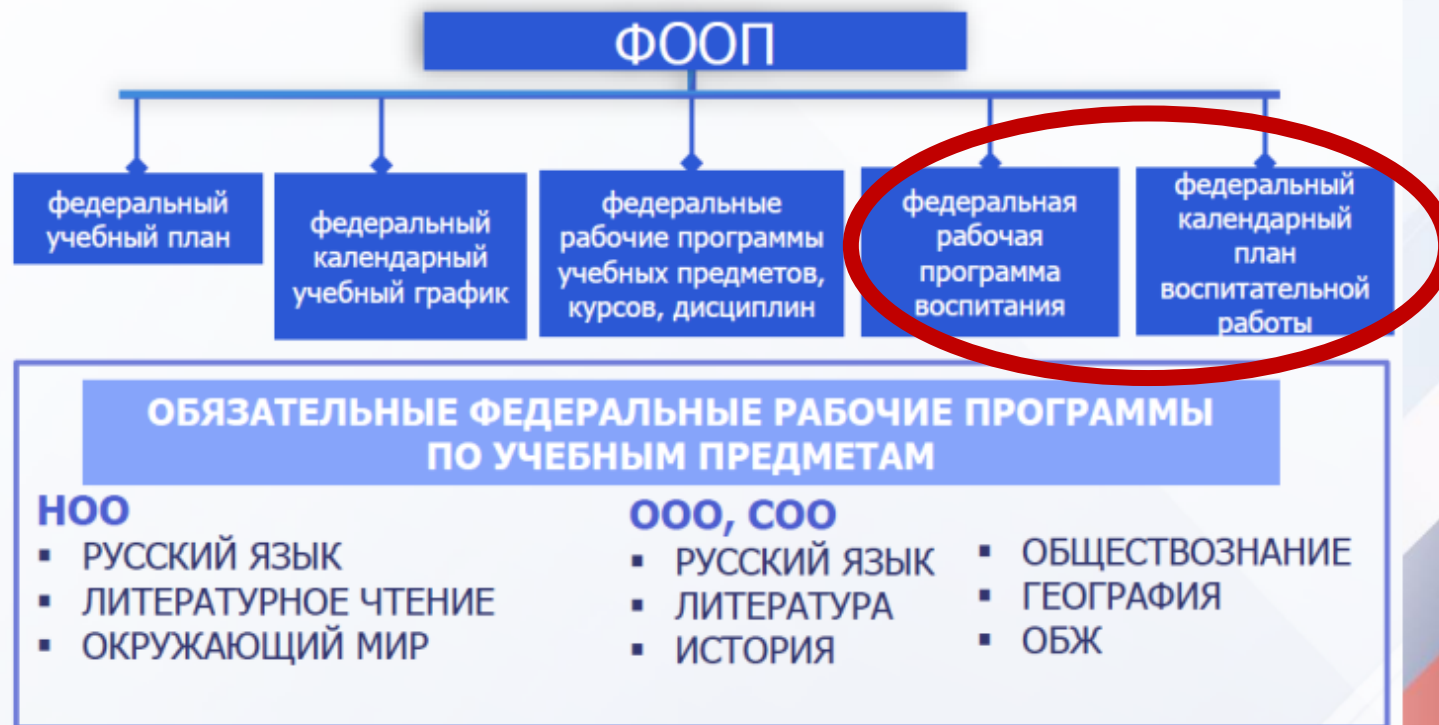 ФООП
федеральный
учебный план
федеральный
календарный
учебный график
федеральные
рабочие программы
учебных предметов,
курсов, дисциплин
федеральная
рабочая
программа
воспитания
федеральный
календарный
план
воспитательной
работы
ОБЯЗАТЕЛЬНЫЕ ФЕДЕРАЛЬНЫЕ РАБОЧИЕ ПРОГРАММЫ
ПО УЧЕБНЫМ ПРЕДМЕТАМ
НОО
▪ РУССКИЙ ЯЗЫК
▪ ЛИТЕРАТУРНОЕ ЧТЕНИЕ
▪ ОКРУЖАЮЩИЙ МИР
ООО, СОО
▪ РУССКИЙ ЯЗЫК
▪ ЛИТЕРАТУРА
▪ ИСТОРИЯ
▪ ОБЩЕСТВОЗНАНИЕ
▪ ГЕОГРАФИЯ
▪ ОБЖ